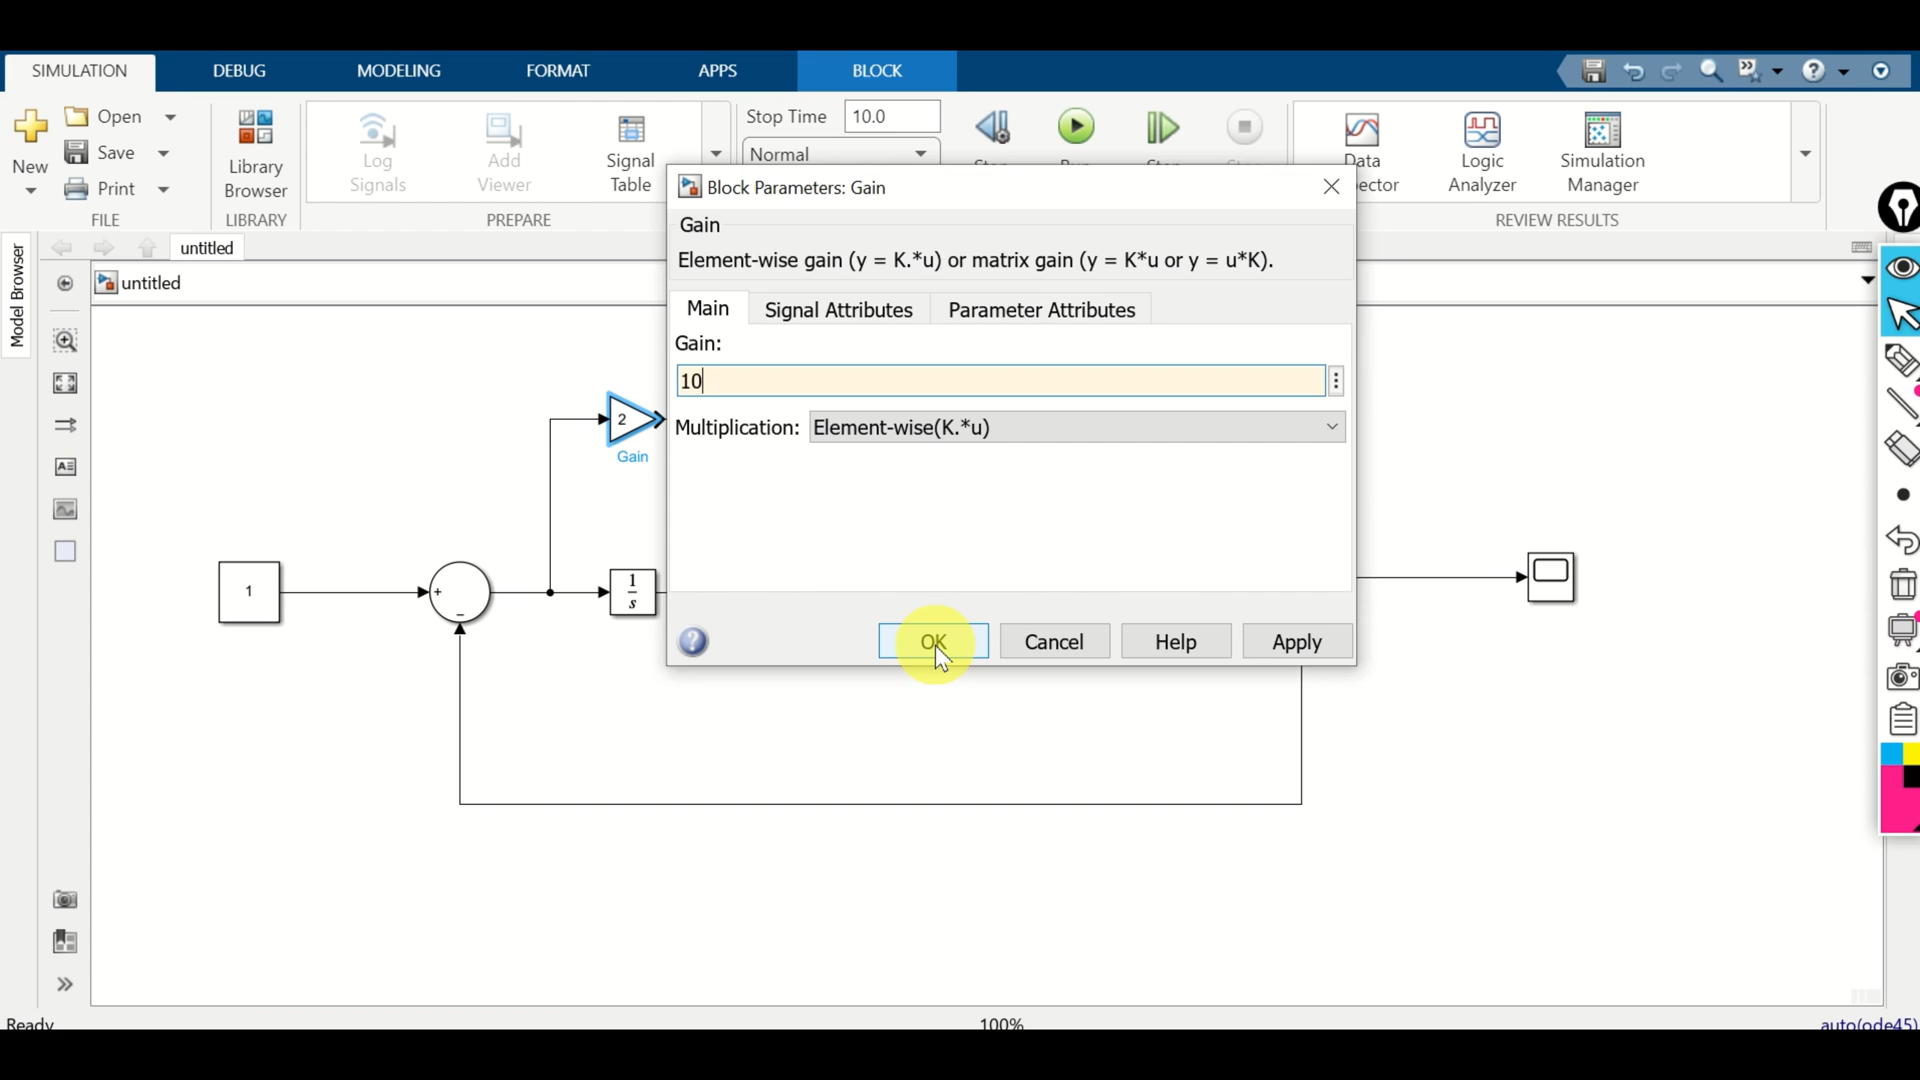 SIMULATION DEBUG MODELING FORMAT APPS BLOCK
New
Open
Save
Print
FILE
Library
Browser
LIBRARY
Log
Signals
Add
Viewer
Signal
Table
PREPARE
Stop Time 10.0
Normal
Logic
Analyzer
Simulation
Manager
REVIEW RESULTS
Model Browser
untitled
untitled
Block Parameters: Gain
Gain
Element-wise gain (y = K.*u) or matrix gain (y = K*u or y = u*K).
Main Signal Attributes Parameter Attributes
Gain:
10
Multiplication: Element-wise(K.*u)
OK Cancel Help Apply
2
Gain
1
+
−
1
s
Data
Ready
100%
auto(ode45)